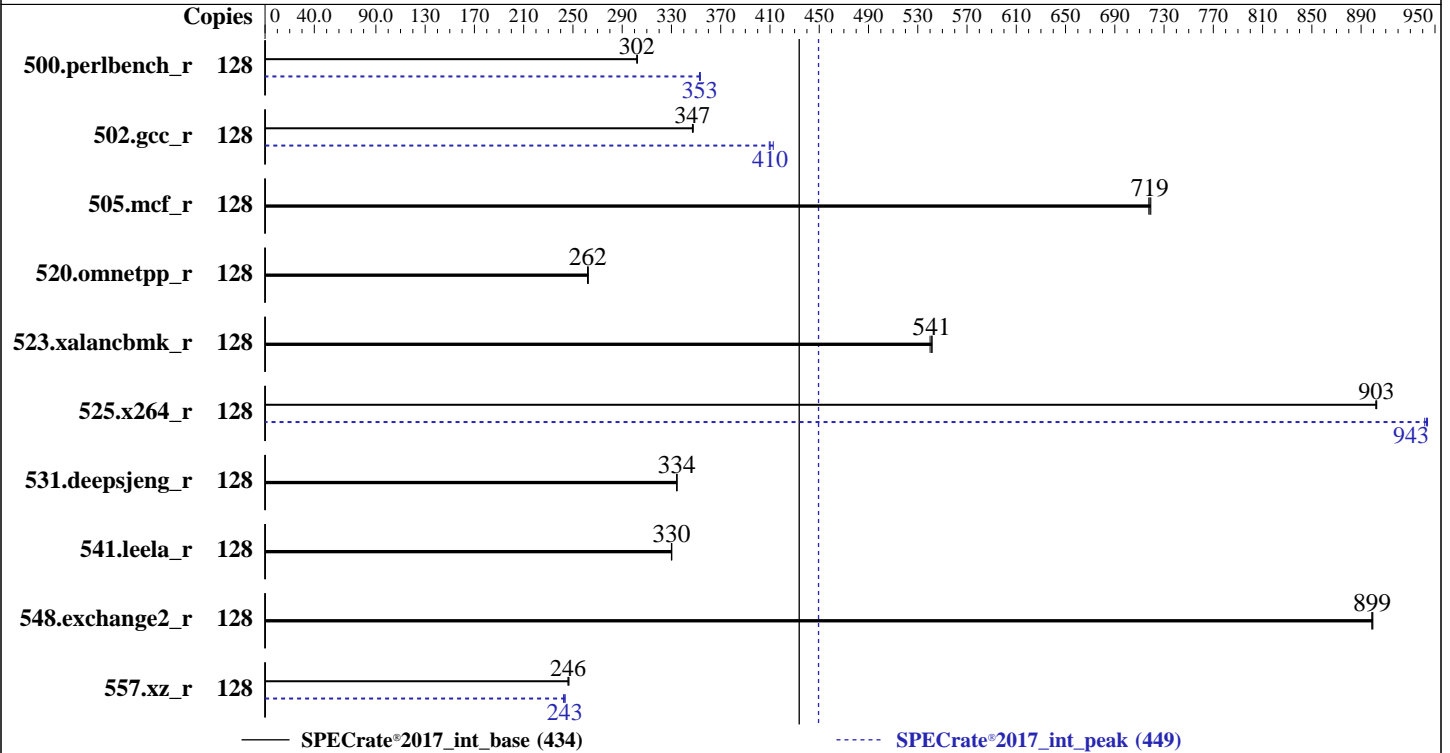 Copies 0 40.0 90.0 130 170 210 250 290 330 370 410 450 490 530 570 610 650 690 730 770 810 850 890 950
302
500.perlbench_r 128
353
347
502.gcc_r 128
410
719
505.mcf_r 128
262
520.omnetpp_r 128
541
523.xalancbmk_r 128
903
525.x264_r 128
943
334
531.deepsjeng_r 128
330
541.leela_r 128
899
548.exchange2_r 128
246
557.xz_r 128
243
SPECrate®2017_int_base (434) SPECrate®2017_int_peak (449)